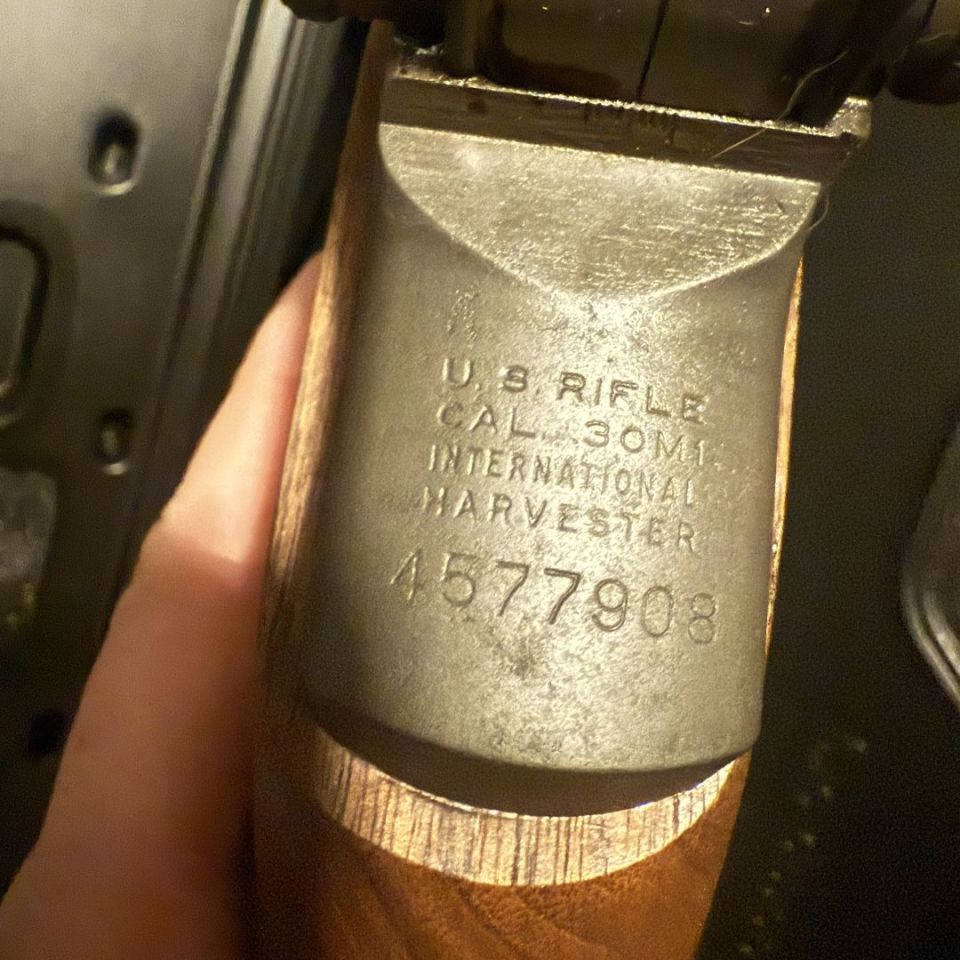 U. S. RIFLE
CAL. .30M1
INTERNATIONAL
HARVESTER
4577908